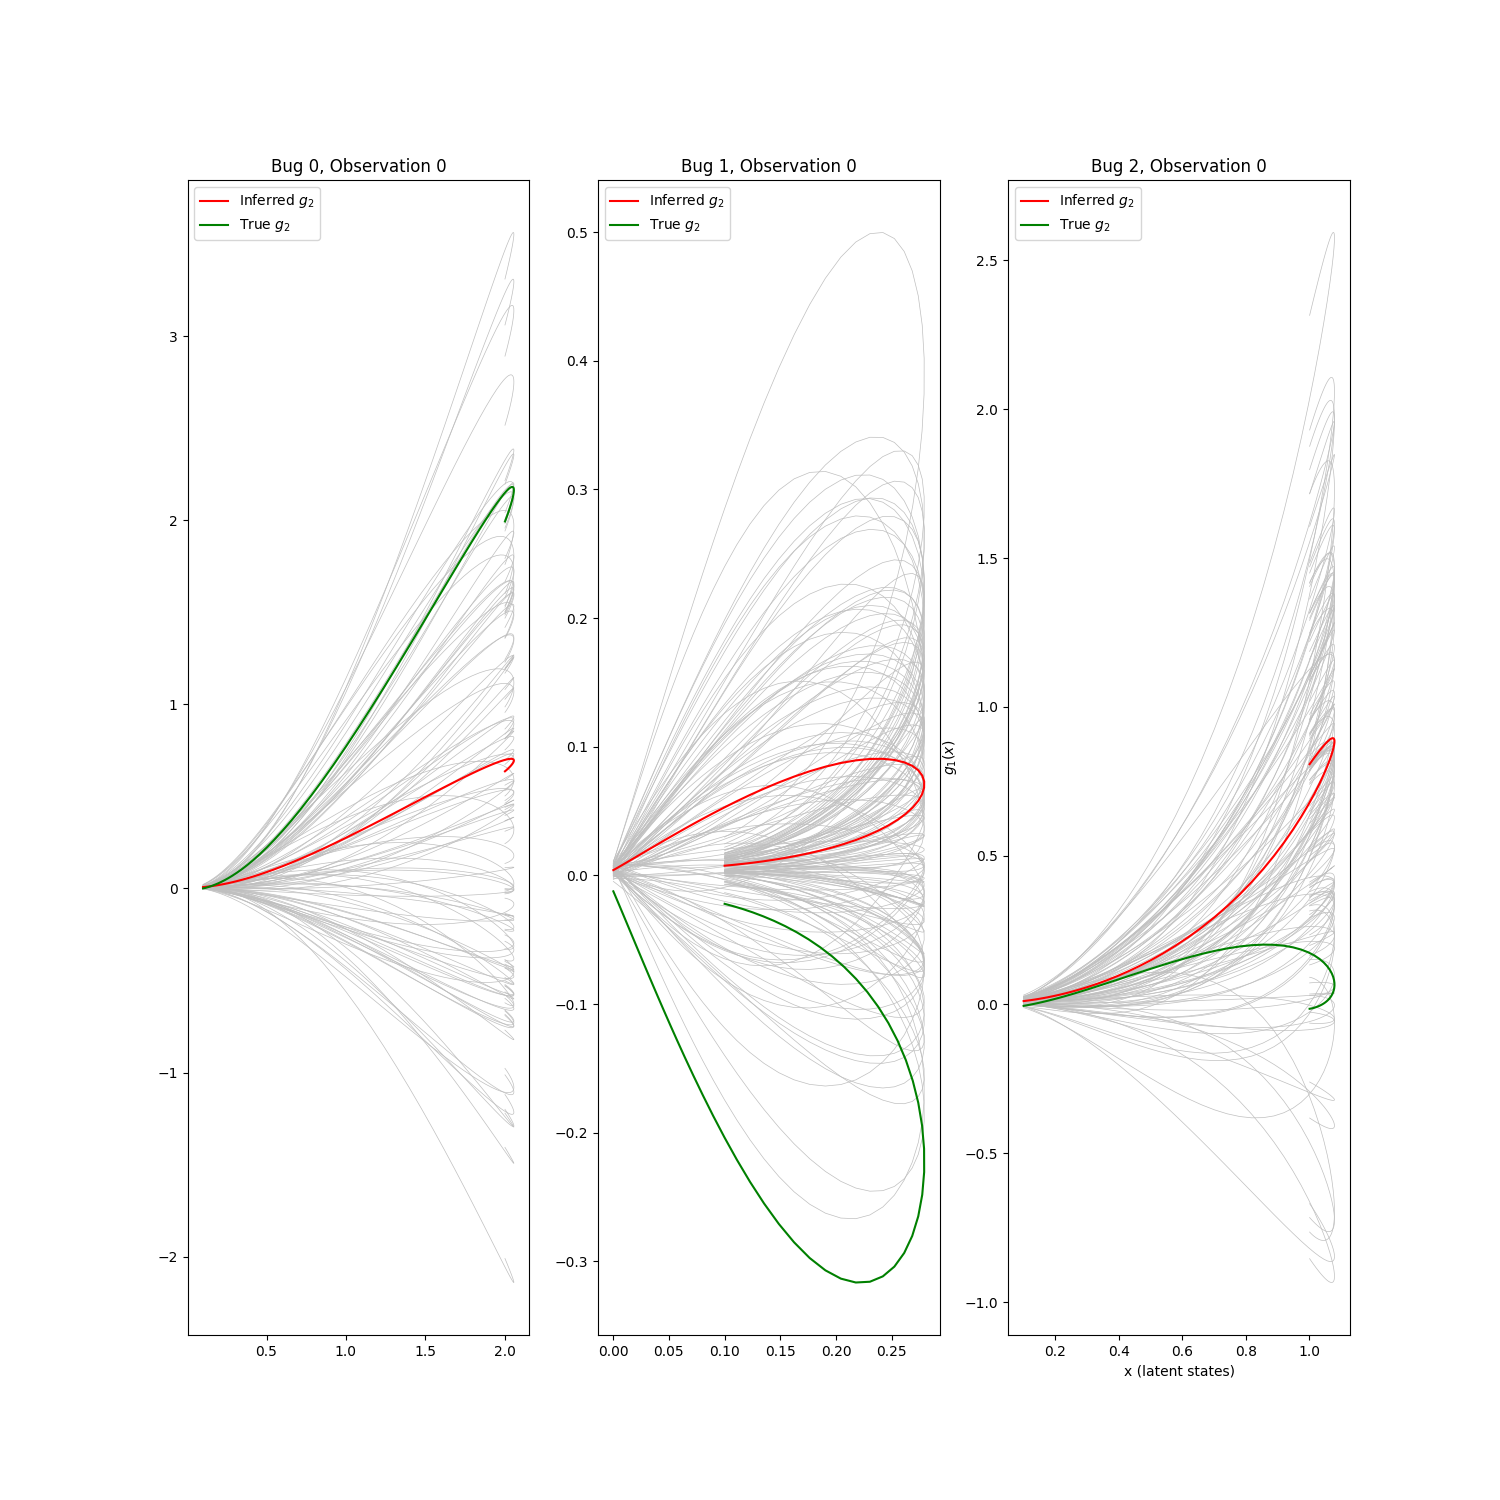 Bug 0, Observation 0
Inferred g₂
True g₂
3
2
1
0
−1
−2
0.5 1.0 1.5 2.0
Bug 1, Observation 0
Inferred g₂
True g₂
0.5
0.4
0.3
0.2
0.1
0.0
−0.1
−0.2
−0.3
0.00 0.05 0.10 0.15 0.20 0.25
Bug 2, Observation 0
Inferred g₂
True g₂
g₁(x)
2.5
2.0
1.5
1.0
0.5
0.0
−0.5
−1.0
0.2 0.4 0.6 0.8 1.0
x (latent states)